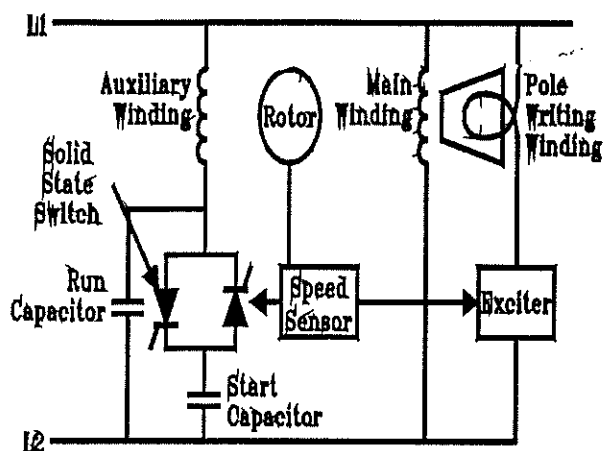 L1
Auxiliary
Winding
Rotor
Main
Winding
Pole
Writing
Winding
Solid
State
Switch
Run
Capacitor
Speed
Sensor
Exciter
Start
Capacitor
L2